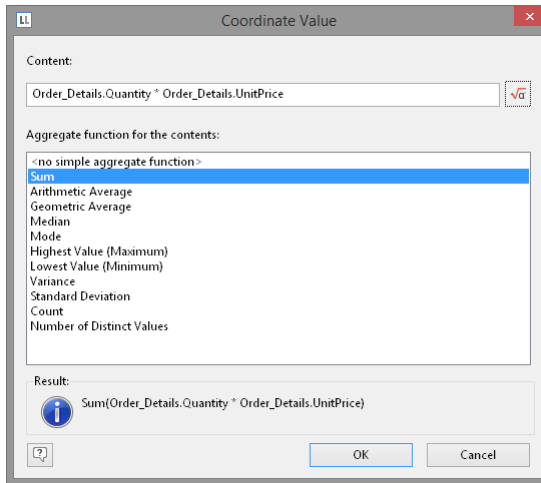 LL Coordinate Value
Content:
Order_Details.Quantity * Order_Details.UnitPrice
√α
Aggregate function for the contents:
<no simple aggregate function>
Sum
Arithmetic Average
Geometric Average
Median
Mode
Highest Value (Maximum)
Lowest Value (Minimum)
Variance
Standard Deviation
Count
Number of Distinct Values
Result:
Sum(Order_Details.Quantity * Order_Details.UnitPrice)
OK Cancel